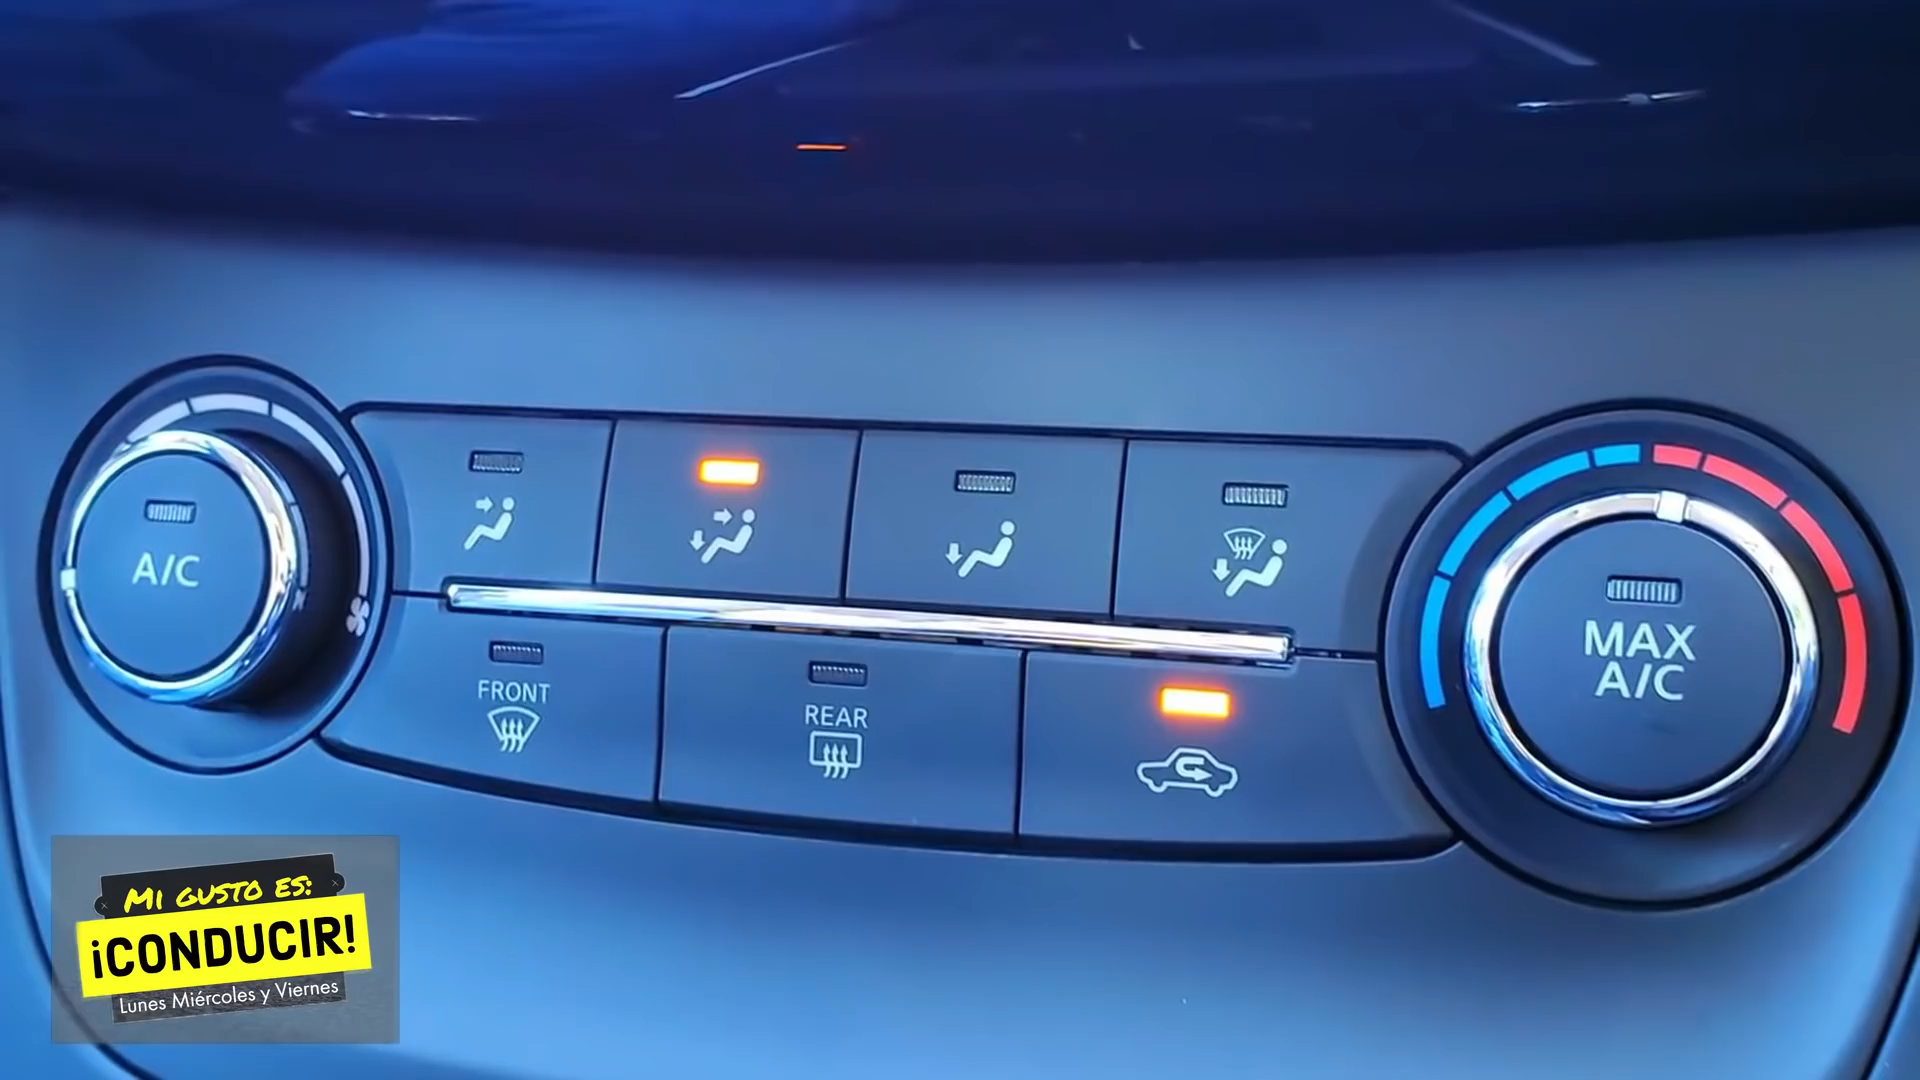 A/C
FRONT
REAR
MAX
A/C
MI GUSTO ES:
¡CONDUCIR!
Lunes Miércoles y Viernes